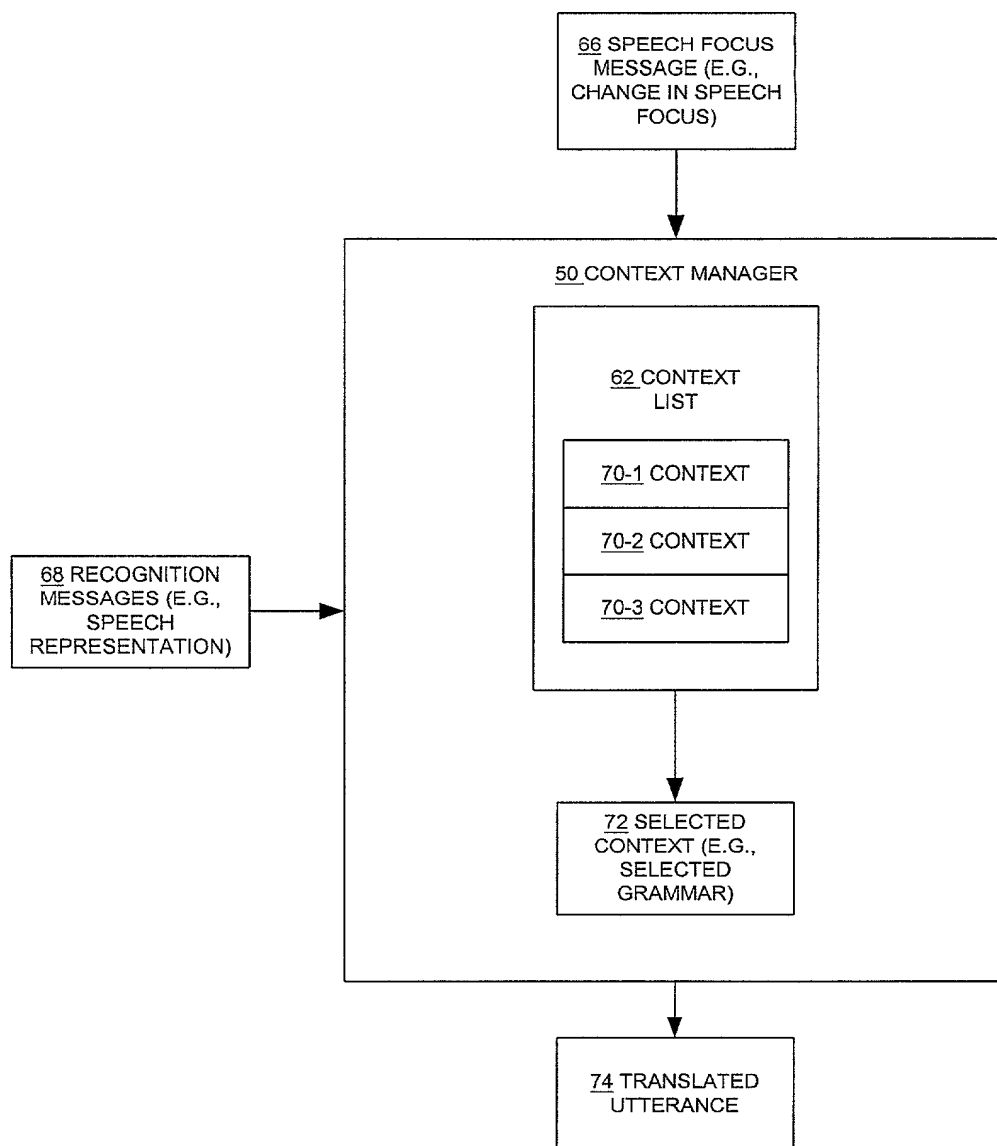 66 SPEECH FOCUS
MESSAGE (E.G.,
CHANGE IN SPEECH
FOCUS)
50 CONTEXT MANAGER
62 CONTEXT
LIST
70-1 CONTEXT
70-2 CONTEXT
70-3 CONTEXT
68 RECOGNITION
MESSAGES (E.G.,
SPEECH
REPRESENTATION)
72 SELECTED
CONTEXT (E.G.,
SELECTED
GRAMMAR)
74 TRANSLATED
UTTERANCE